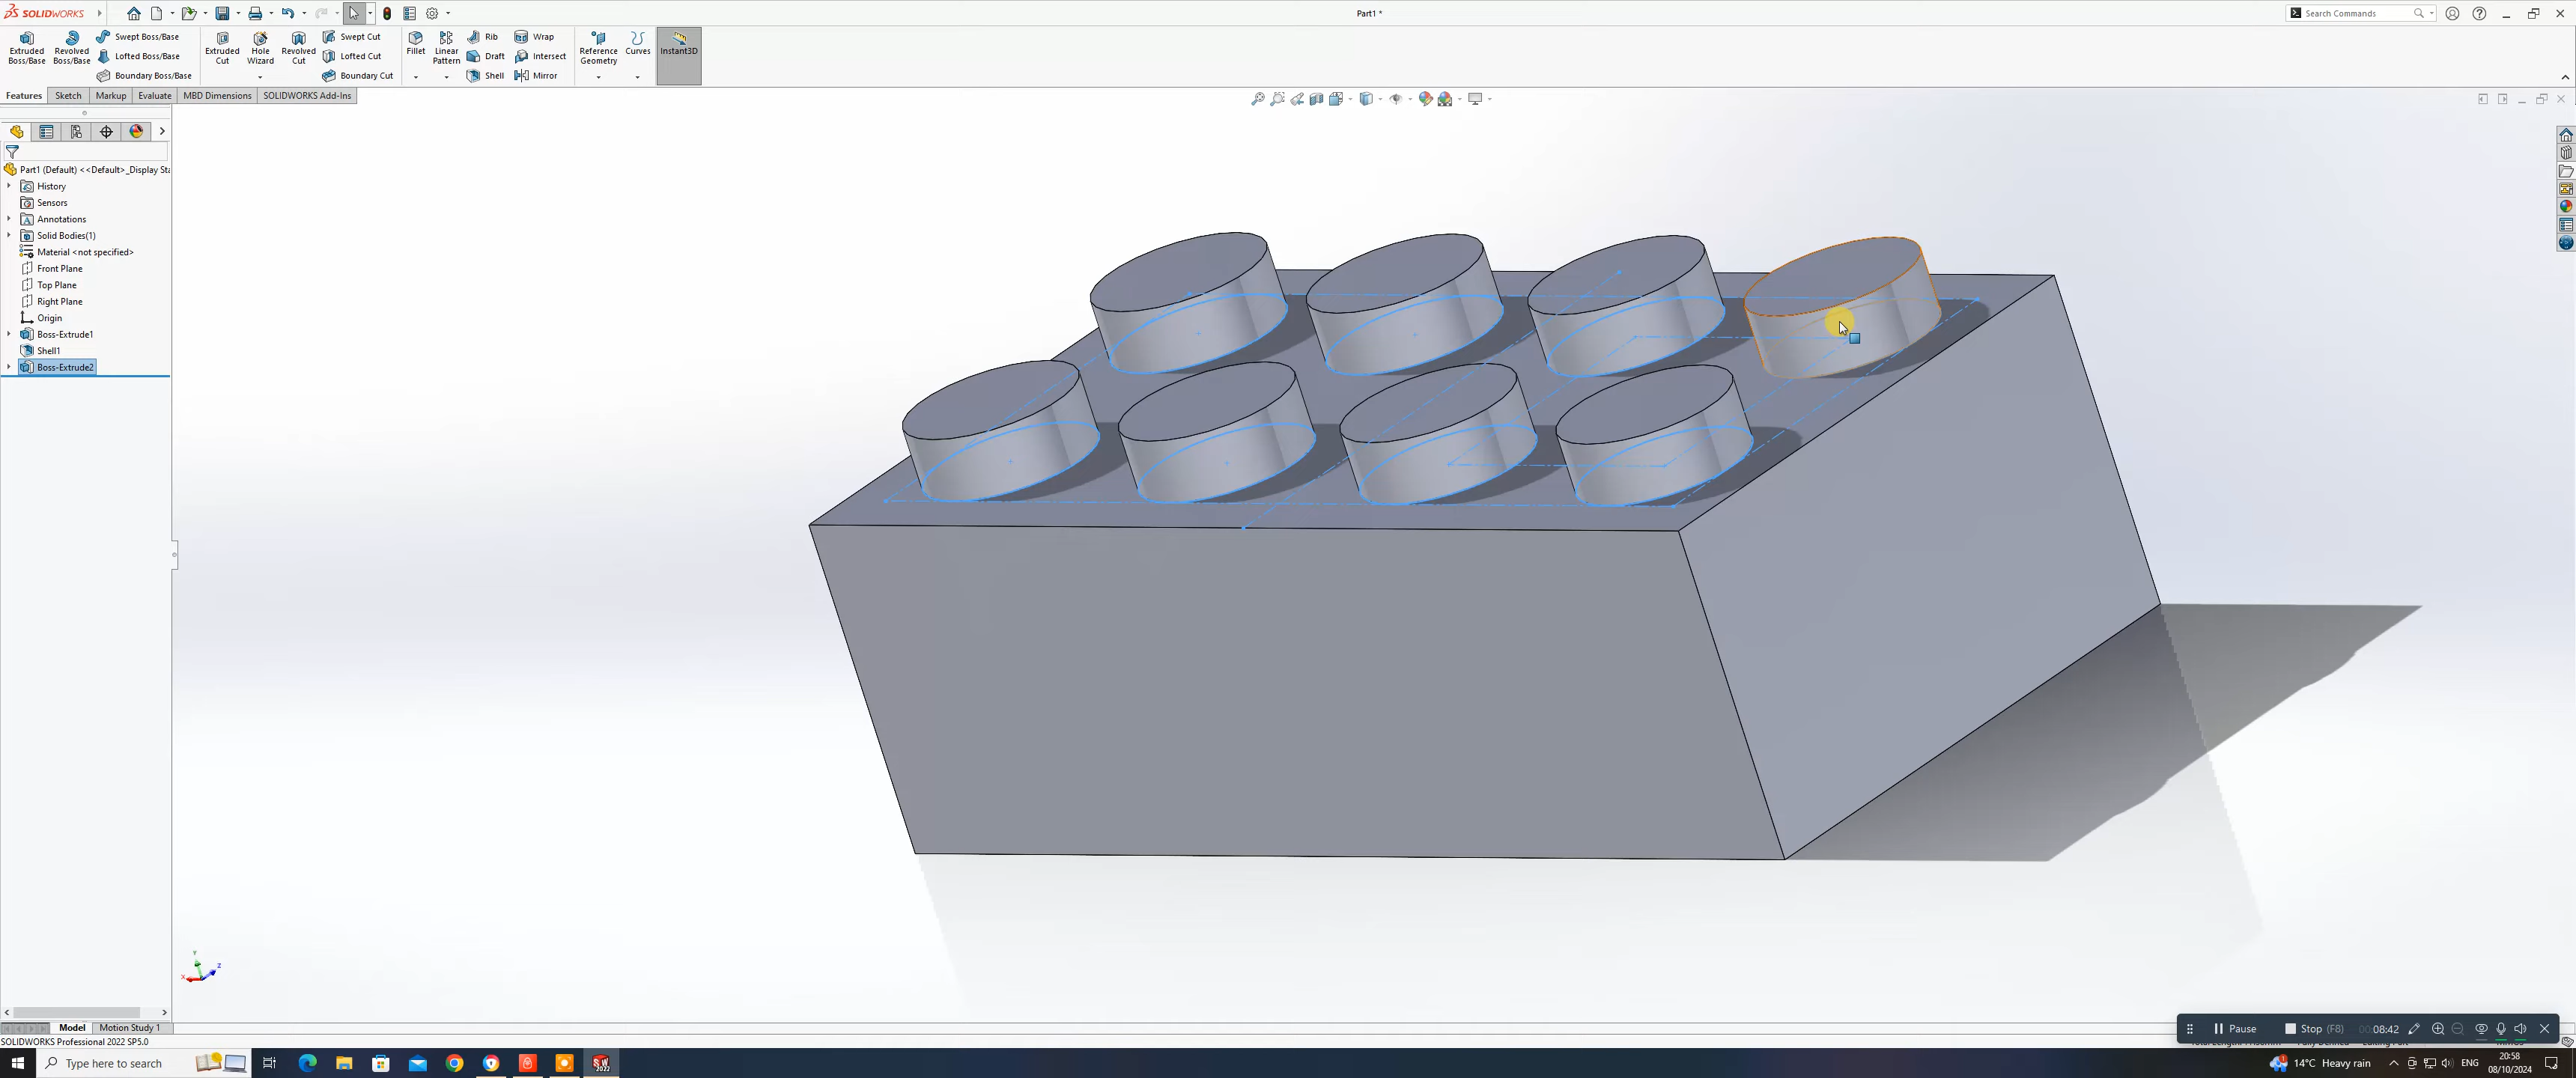 SOLIDWORKS
Part1 *
Search Commands
Extruded Boss/Base
Revolved Boss/Base
Swept Boss/Base
Lofted Boss/Base
Boundary Boss/Base
Extruded Cut
Hole Wizard
Revolved Cut
Swept Cut
Lofted Cut
Boundary Cut
Fillet
Linear Pattern
Rib
Draft
Shell
Wrap
Intersect
Mirror
Reference Geometry
Curves
Instant3D
Features Sketch Markup Evaluate MBD Dimensions SOLIDWORKS Add-Ins
Part1 (Default) <<Default>_Display Sta
History
Sensors
Annotations
Solid Bodies(1)
Material <not specified>
Front Plane
Top Plane
Right Plane
Origin
Boss-Extrude1
Shell1
Boss-Extrude2
Y
X
Z
Model Motion Study 1
SOLIDWORKS Professional 2022 SP5.0
Pause Stop (F8) 00:08:42
Type here to search
14°C Heavy rain
ENG
20:58
08/10/2024